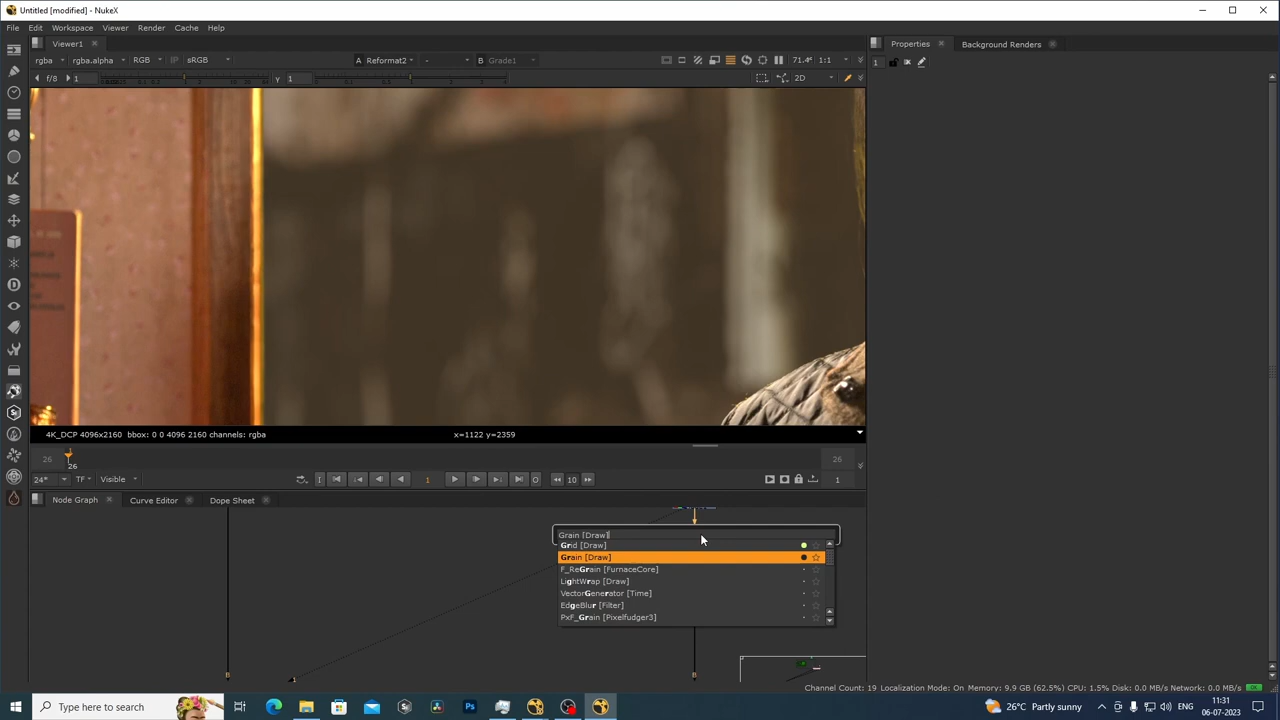 Untitled [modified] - NukeX
File Edit Workspace Viewer Render Cache Help
Viewer1
Properties Background Renders
rgba rgba.alpha RGB IP sRGB A Reformat2 - B Grade1 71.4% 1:1
f/8 1 Y 1 2D
1
4K_DCP 4096x2160 bbox: 0 0 4096 2160 channels: rgba x=1122 y=2359
26 26 26
24* TF Visible I 1 O 10 1
Node Graph Curve Editor Dope Sheet
Grain [Draw]
Grid [Draw]
Grain [Draw]
F_ReGrain [FurnaceCore]
LightWrap [Draw]
VectorGenerator [Time]
EdgeBlur [Filter]
PxF_Grain [Pixelfudger3]
B 1 B
Channel Count: 19 Localization Mode: On Memory: 9.9 GB (62.5%) CPU: 1.5% Disk: 0.0 MB/s Network: 0.0 MB/s OK
Type here to search
26°C Partly sunny
11:31
06-07-2023